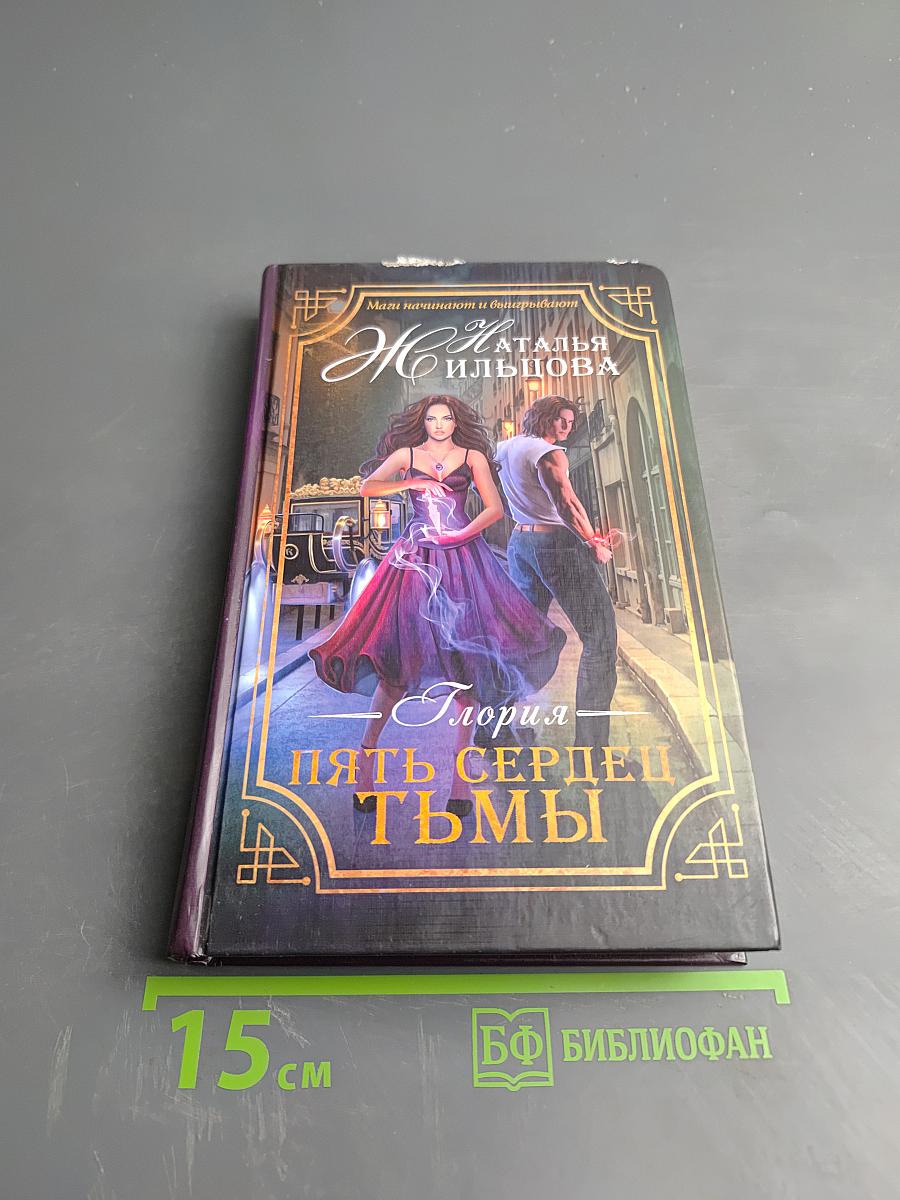 Маги начинают и выигрывают
Наталья
Жильцова
Глория
ПЯТЬ СЕРДЕЦ
ТЬМЫ
15 см
БФ БИБЛИОФАН